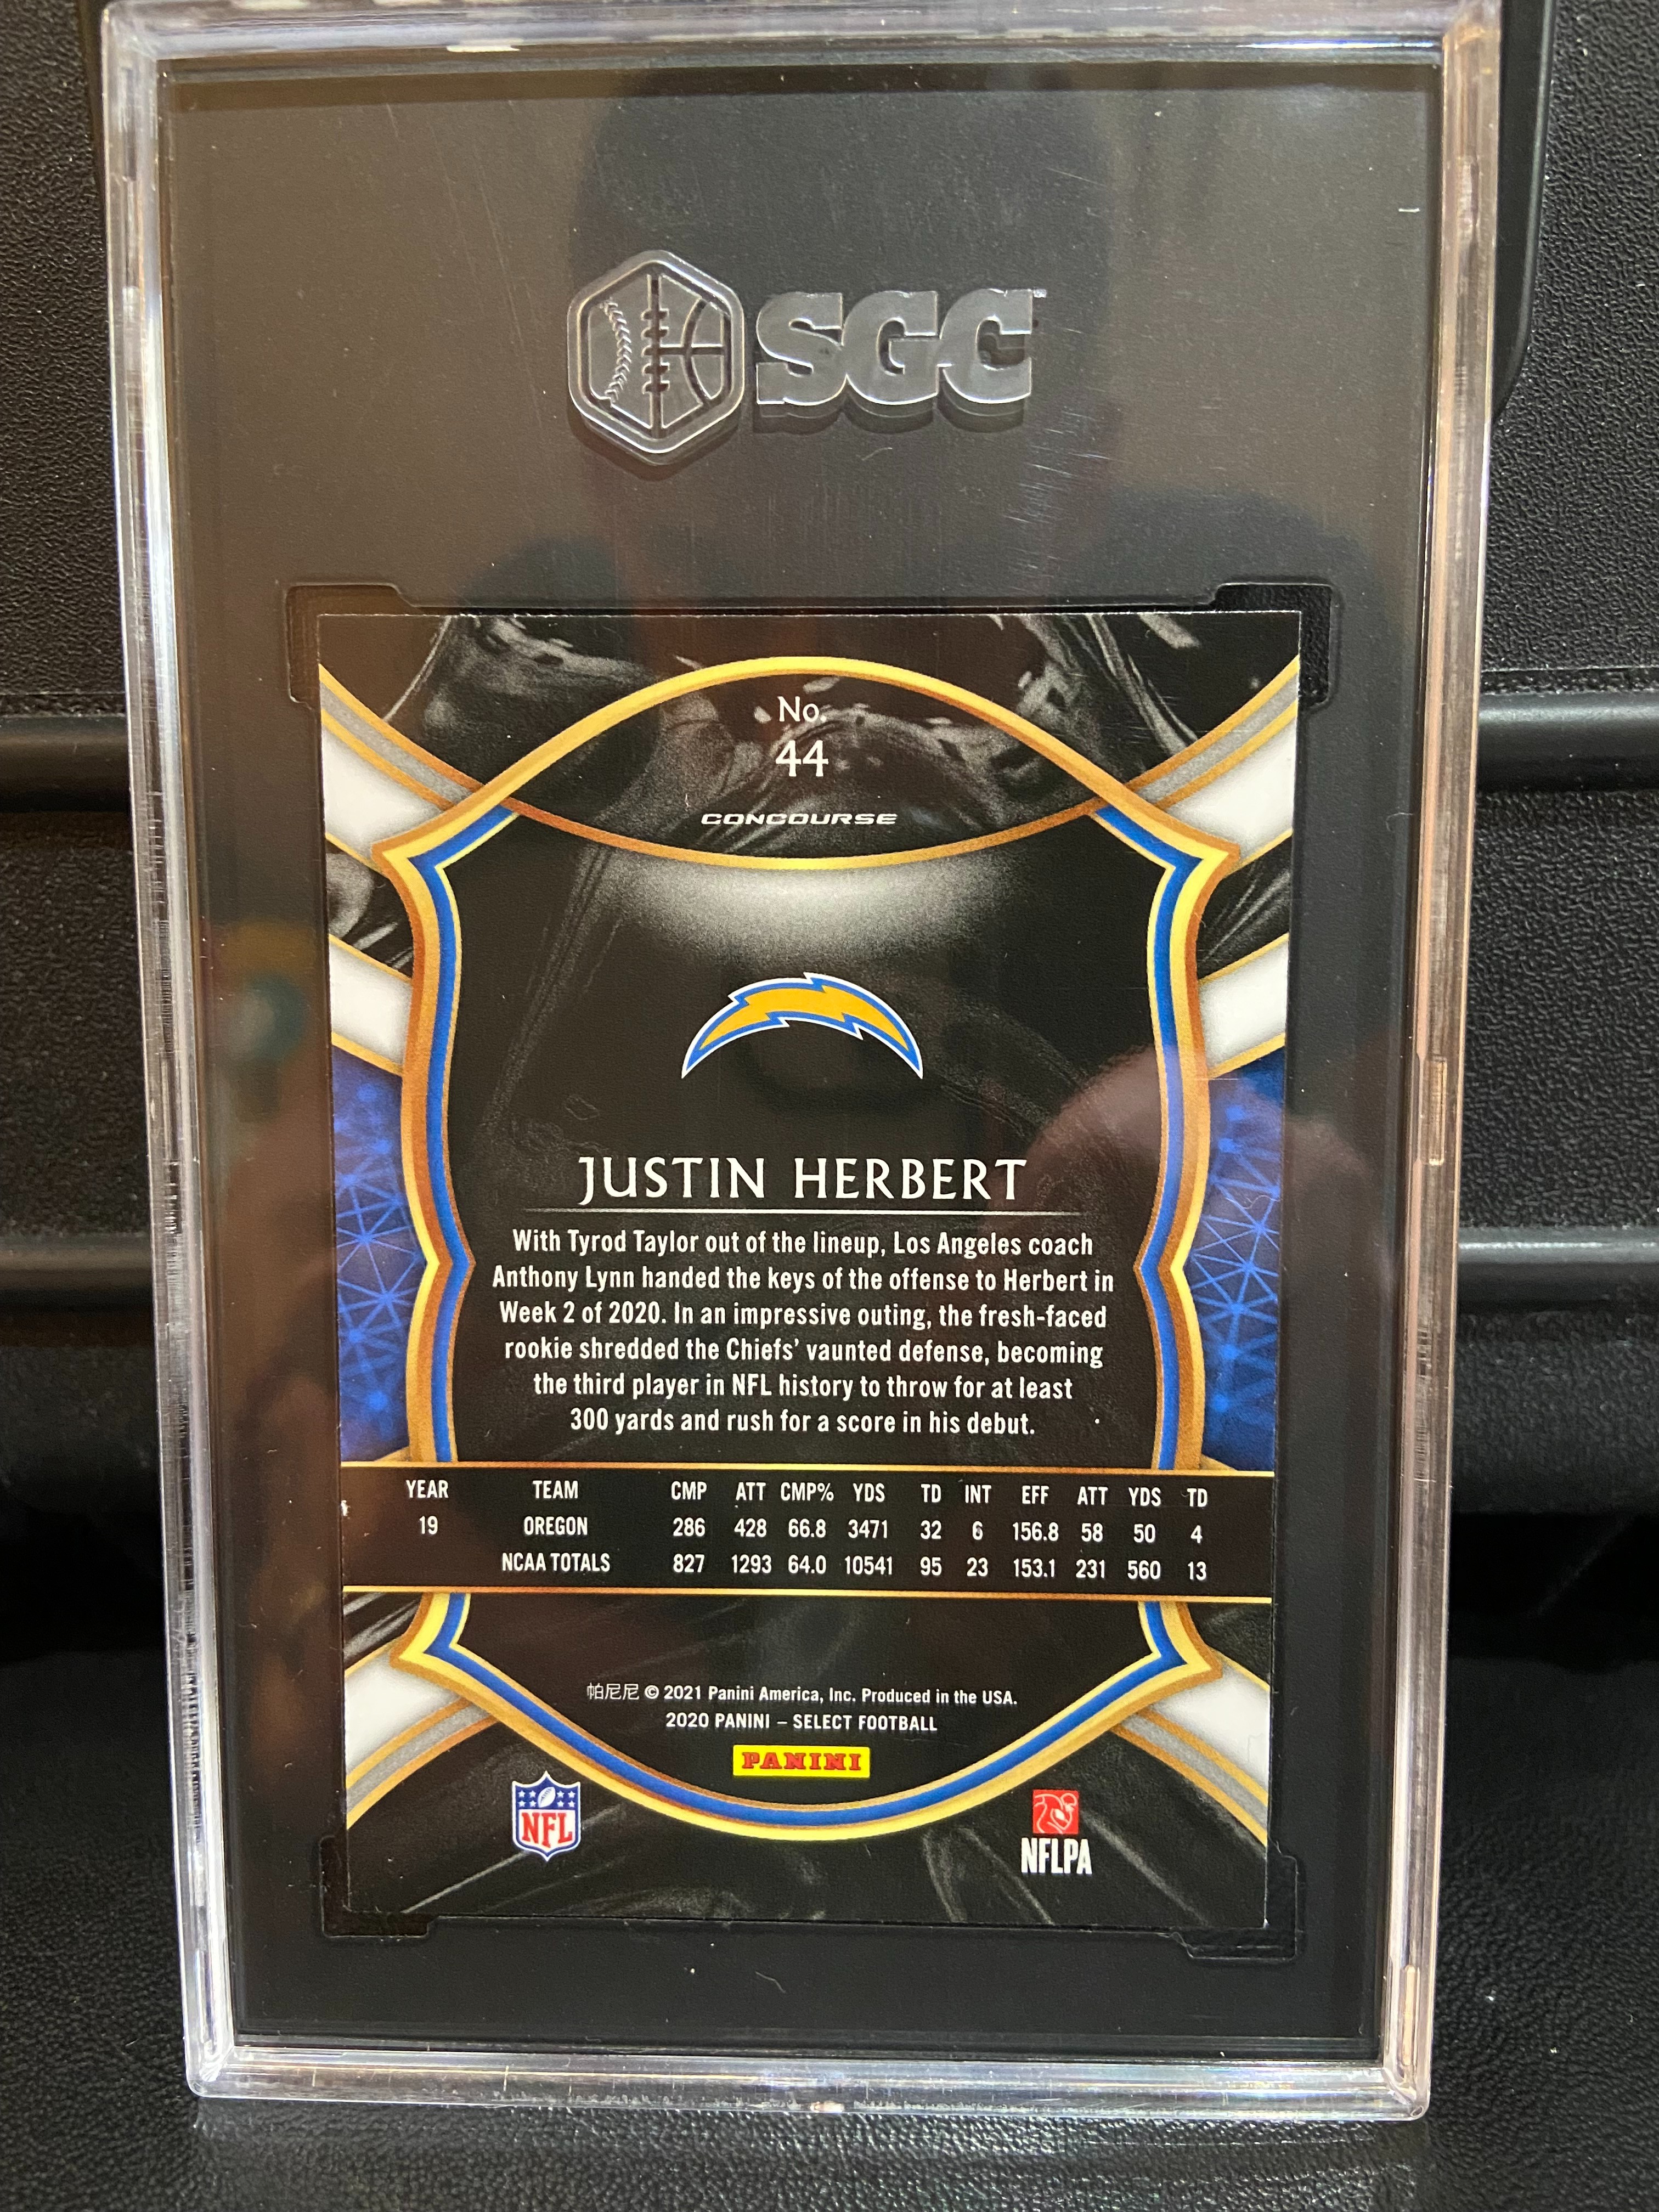 SGC
No.
44
CONCOURSE
JUSTIN HERBERT
With Tyrod Taylor out of the lineup, Los Angeles coach
Anthony Lynn handed the keys of the offense to Herbert in
Week 2 of 2020. In an impressive outing, the fresh-faced
rookie shredded the Chiefs' vaunted defense, becoming
the third player in NFL history to throw for at least
300 yards and rush for a score in his debut.
YEAR TEAM CMP ATT CMP% YDS TD INT EFF ATT YDS TD
19 OREGON 286 428 66.8 3471 32 6 156.8 58 50 4
NCAA TOTALS 827 1293 64.0 10541 95 23 153.1 231 560 13
帕尼尼 © 2021 Panini America, Inc. Produced in the USA.
2020 PANINI – SELECT FOOTBALL
PANINI
NFL
NFLPA